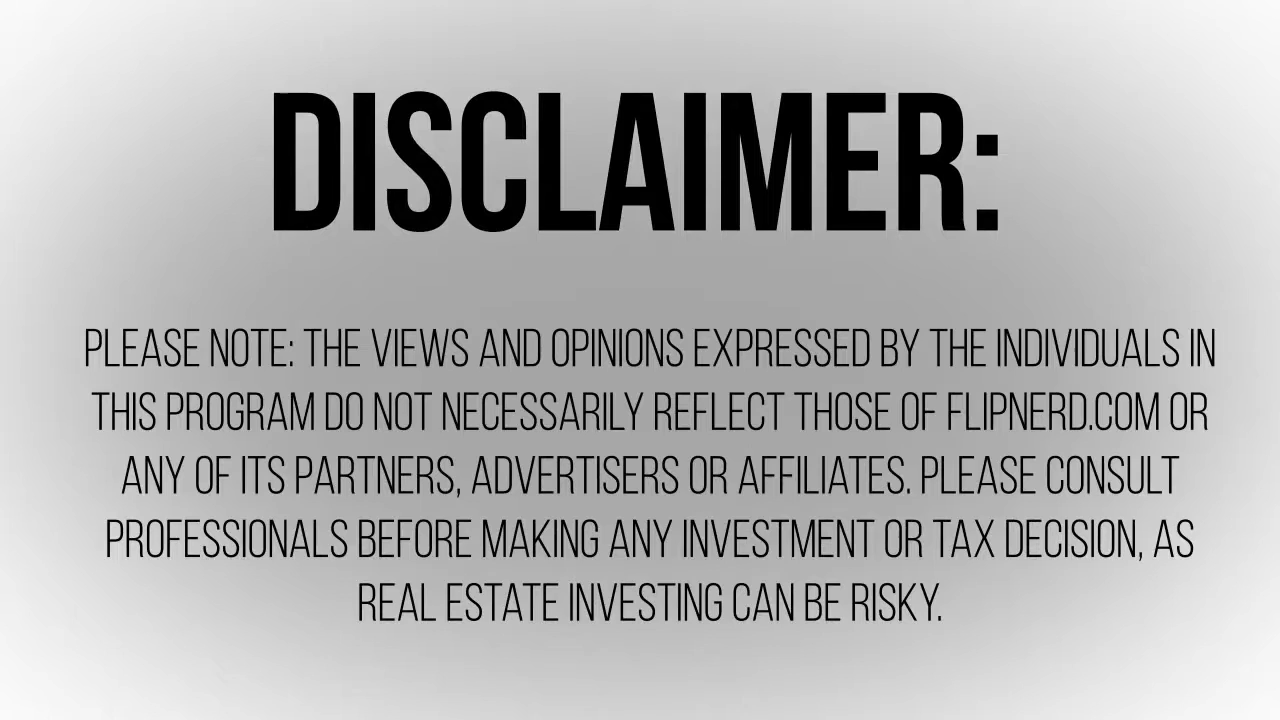 DISCLAIMER:
PLEASE NOTE: THE VIEWS AND OPINIONS EXPRESSED BY THE INDIVIDUALS IN
THIS PROGRAM DO NOT NECESSARILY REFLECT THOSE OF FLIPNERD.COM OR
ANY OF ITS PARTNERS, ADVERTISERS OR AFFILIATES. PLEASE CONSULT
PROFESSIONALS BEFORE MAKING ANY INVESTMENT OR TAX DECISION, AS
REAL ESTATE INVESTING CAN BE RISKY.